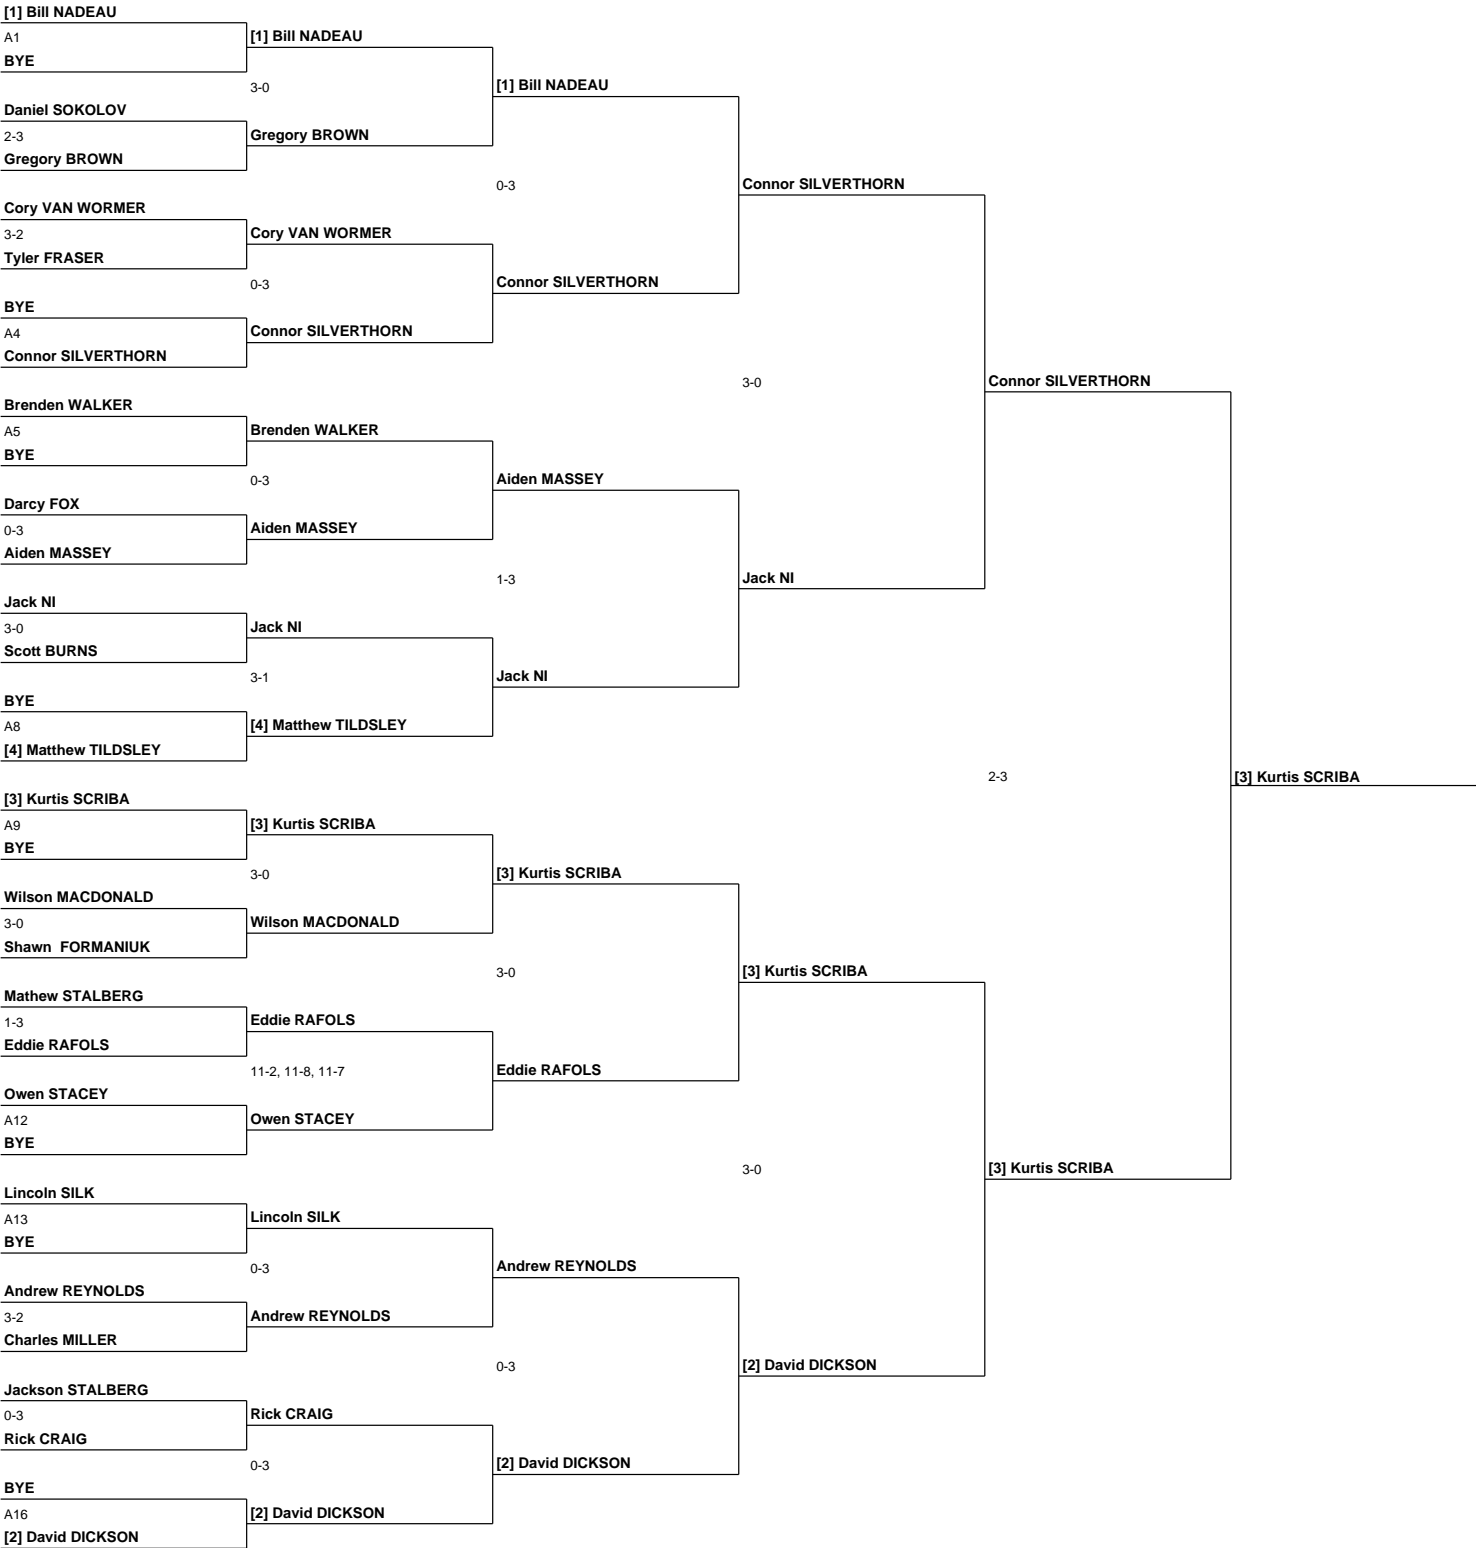 [1] Bill NADEAU
A1
BYE
Daniel SOKOLOV
2-3
Gregory BROWN
Cory VAN WORMER
3-2
Tyler FRASER
BYE
A4
Connor SILVERTHORN
Brenden WALKER
A5
BYE
Darcy FOX
0-3
Aiden MASSEY
Jack NI
3-0
Scott BURNS
BYE
A8
[4] Matthew TILDSLEY
[3] Kurtis SCRIBA
A9
BYE
Wilson MACDONALD
3-0
Shawn  FORMANIUK
Mathew STALBERG
1-3
Eddie RAFOLS
Owen STACEY
A12
BYE
Lincoln SILK
A13
BYE
Andrew REYNOLDS
3-2
Charles MILLER
Jackson STALBERG
0-3
Rick CRAIG
BYE
A16
[2] David DICKSON
[1] Bill NADEAU
3-0
Gregory BROWN
Cory VAN WORMER
0-3
Connor SILVERTHORN
Brenden WALKER
0-3
Aiden MASSEY
Jack NI
3-1
[4] Matthew TILDSLEY
[3] Kurtis SCRIBA
3-0
Wilson MACDONALD
Eddie RAFOLS
11-2, 11-8, 11-7
Owen STACEY
Lincoln SILK
0-3
Andrew REYNOLDS
Rick CRAIG
0-3
[2] David DICKSON
[1] Bill NADEAU
0-3
Connor SILVERTHORN
Aiden MASSEY
1-3
Jack NI
[3] Kurtis SCRIBA
3-0
Eddie RAFOLS
Andrew REYNOLDS
0-3
[2] David DICKSON
Connor SILVERTHORN
3-0
Jack NI
[3] Kurtis SCRIBA
3-0
[2] David DICKSON
Connor SILVERTHORN
2-3
[3] Kurtis SCRIBA
[3] Kurtis SCRIBA